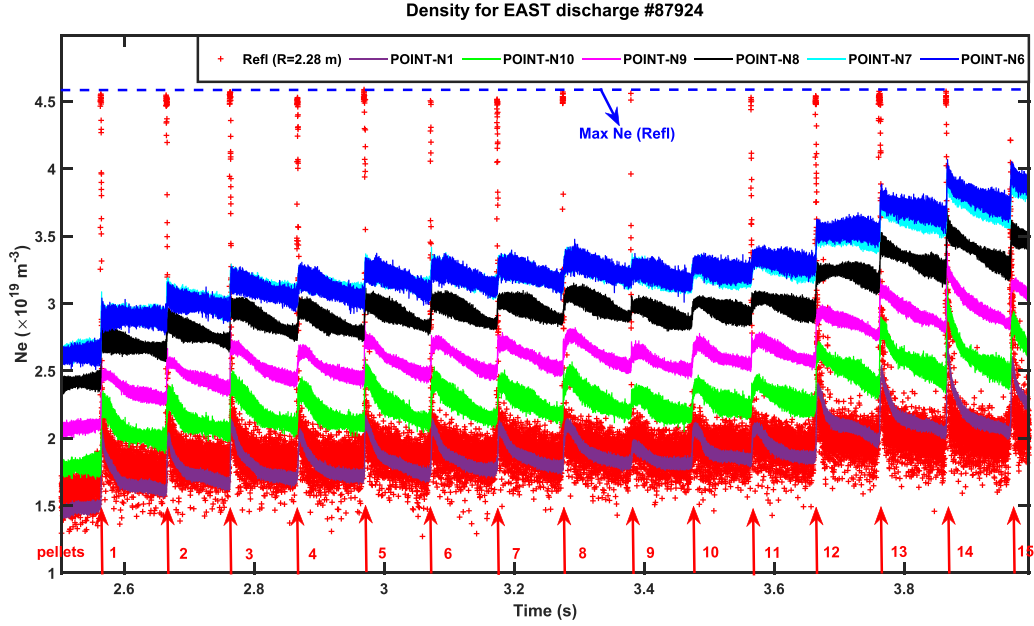 Density for EAST discharge #87924
Refl (R=2.28 m) POINT-N1 POINT-N10 POINT-N9 POINT-N8 POINT-N7 POINT-N6
Max Ne (Refl)
4.5
4
3.5
3
2.5
2
1.5
1
Ne (×10^19 m^-3)
pellets 1 2 3 4 5 6 7 8 9 10 11 12 13 14 15
2.6 2.8 3 3.2 3.4 3.6 3.8
Time (s)